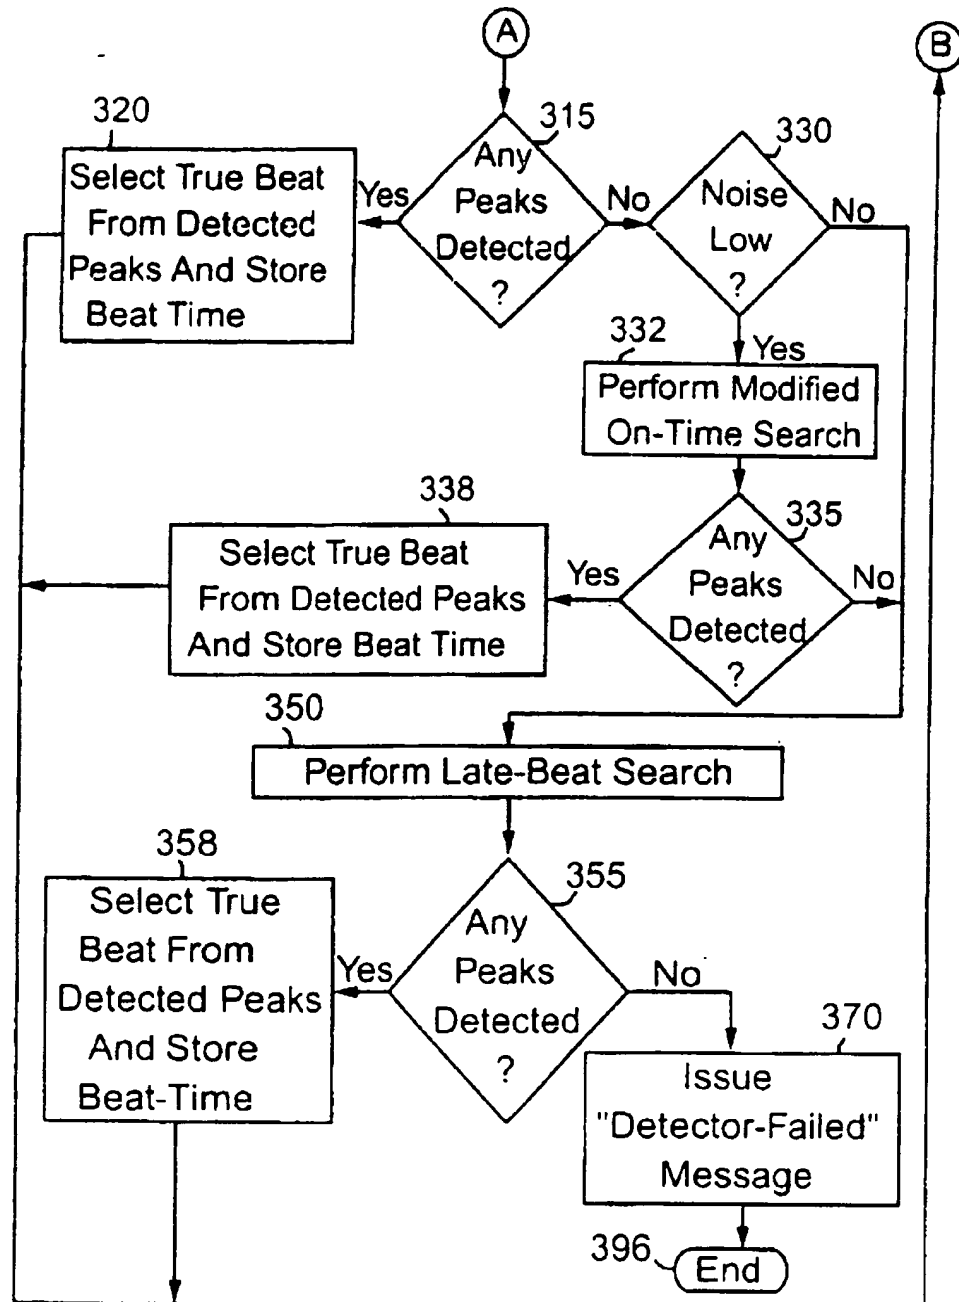 A
B
320
Select True Beat
From Detected
Peaks And Store
Beat Time
Yes
315
Any
Peaks
Detected
?
No
330
Noise
Low
?
No
Yes
332
Perform Modified
On-Time Search
338
Select True Beat
From Detected Peaks
And Store Beat Time
Yes
335
Any
Peaks
Detected
?
No
350
Perform Late-Beat Search
358
Select True
Beat From
Detected Peaks
And Store
Beat-Time
Yes
355
Any
Peaks
Detected
?
No
370
Issue
"Detector-Failed"
Message
396
End